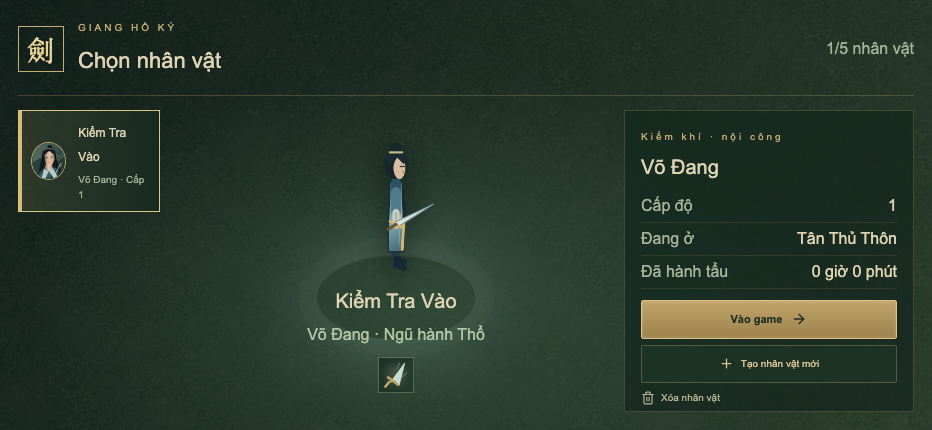 劍
GIANG HỒ KÝ
Chọn nhân vật
1/5 nhân vật
Kiểm Tra
Vào
Võ Đang · Cấp
1
Kiểm Tra Vào
Võ Đang · Ngũ hành Thổ
Kiếm khí · nội công
Võ Đang
Cấp độ 1
Đang ở Tân Thủ Thôn
Đã hành tẩu 0 giờ 0 phút
Vào game →
+ Tạo nhân vật mới
Xóa nhân vật